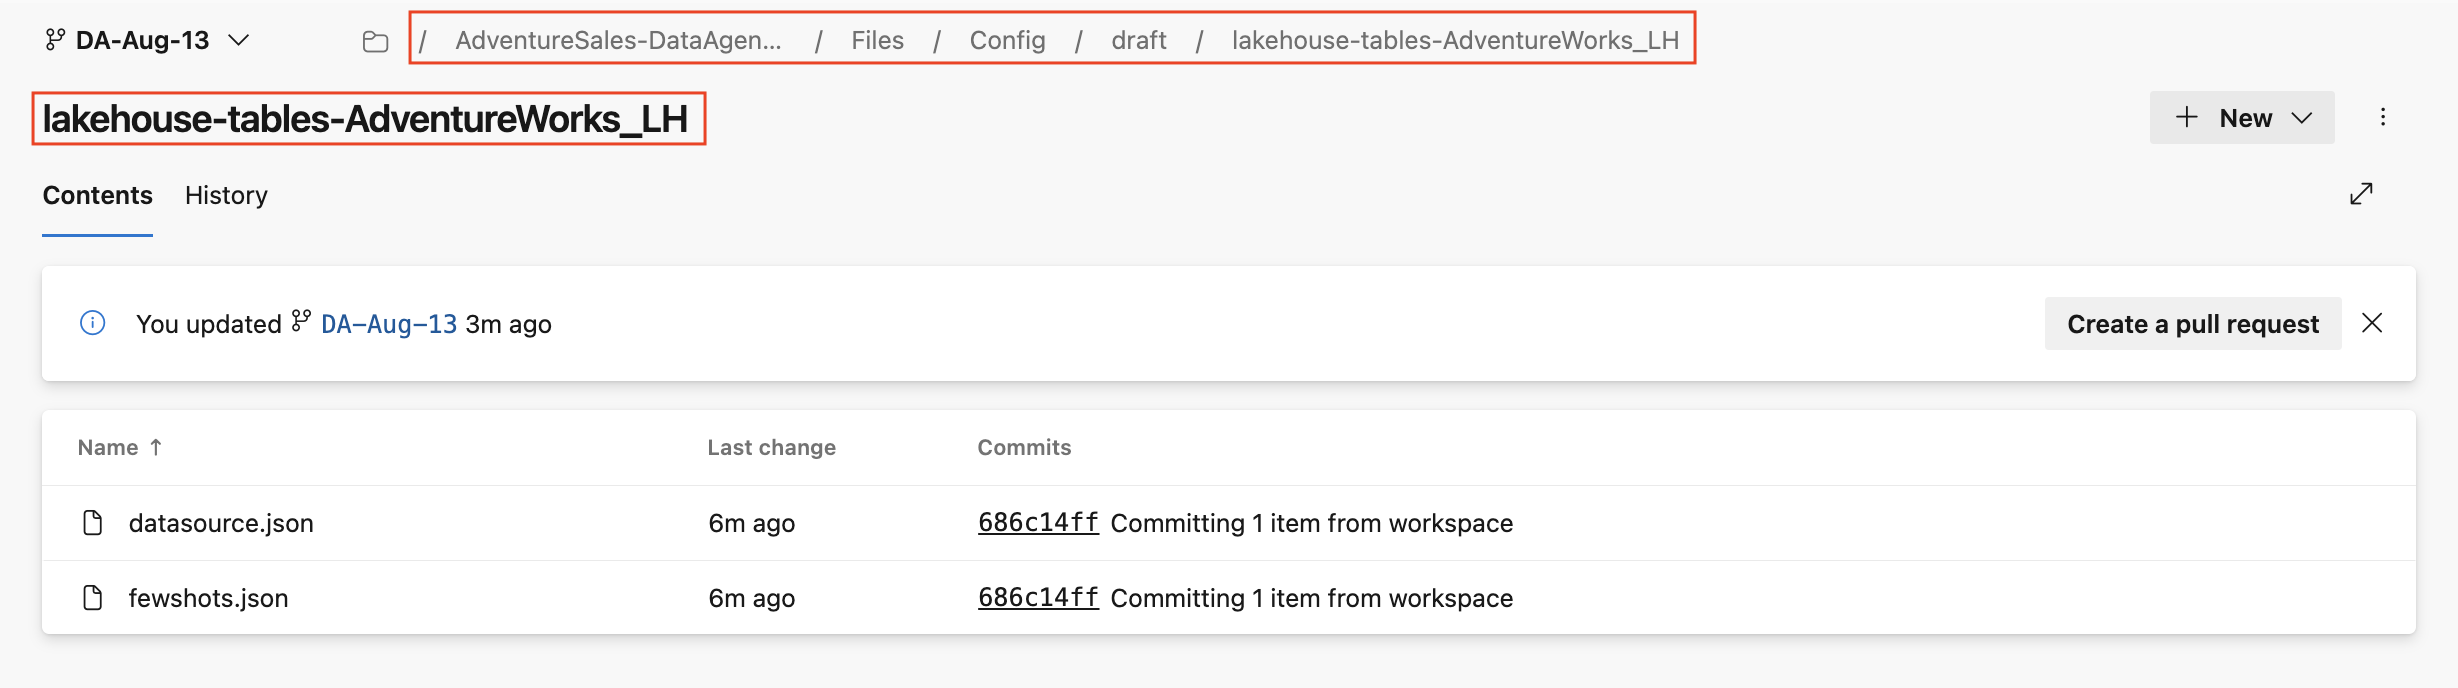 DA-Aug-13 / AdventureSales-DataAgen... / Files / Config / draft / lakehouse-tables-AdventureWorks_LH
lakehouse-tables-AdventureWorks_LH
New
Contents History
You updated DA-Aug-13 3m ago
Create a pull request
Name ↑ Last change Commits
datasource.json 6m ago 686c14ff Committing 1 item from workspace
fewshots.json 6m ago 686c14ff Committing 1 item from workspace